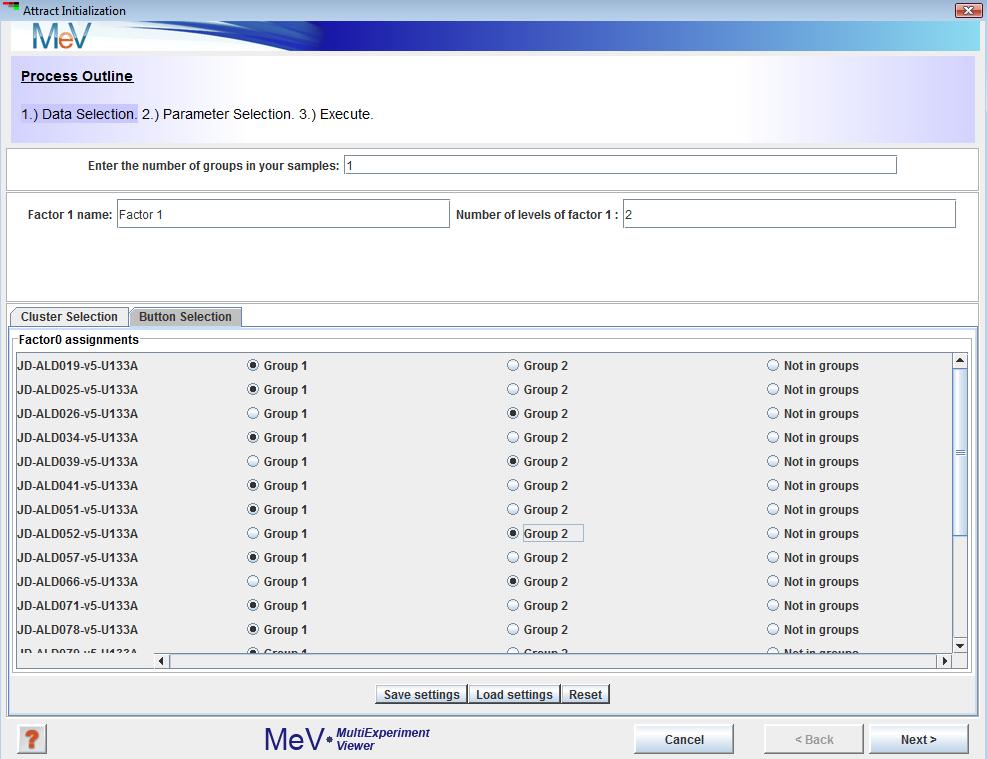 Attract Initialization
MeV
Process Outline
1.) Data Selection. 2.) Parameter Selection. 3.) Execute.
Enter the number of groups in your samples: 1
Factor 1 name: Factor 1 Number of levels of factor 1 : 2
Cluster Selection Button Selection
Factor0 assignments
JD-ALD019-v5-U133A Group 1 Group 2 Not in groups
JD-ALD025-v5-U133A Group 1 Group 2 Not in groups
JD-ALD026-v5-U133A Group 1 Group 2 Not in groups
JD-ALD034-v5-U133A Group 1 Group 2 Not in groups
JD-ALD039-v5-U133A Group 1 Group 2 Not in groups
JD-ALD041-v5-U133A Group 1 Group 2 Not in groups
JD-ALD051-v5-U133A Group 1 Group 2 Not in groups
JD-ALD052-v5-U133A Group 1 Group 2 Not in groups
JD-ALD057-v5-U133A Group 1 Group 2 Not in groups
JD-ALD066-v5-U133A Group 1 Group 2 Not in groups
JD-ALD071-v5-U133A Group 1 Group 2 Not in groups
JD-ALD078-v5-U133A Group 1 Group 2 Not in groups
Group 1 Group 2 Not in groups
Save settings Load settings Reset
? MeV MultiExperiment Viewer Cancel < Back Next >